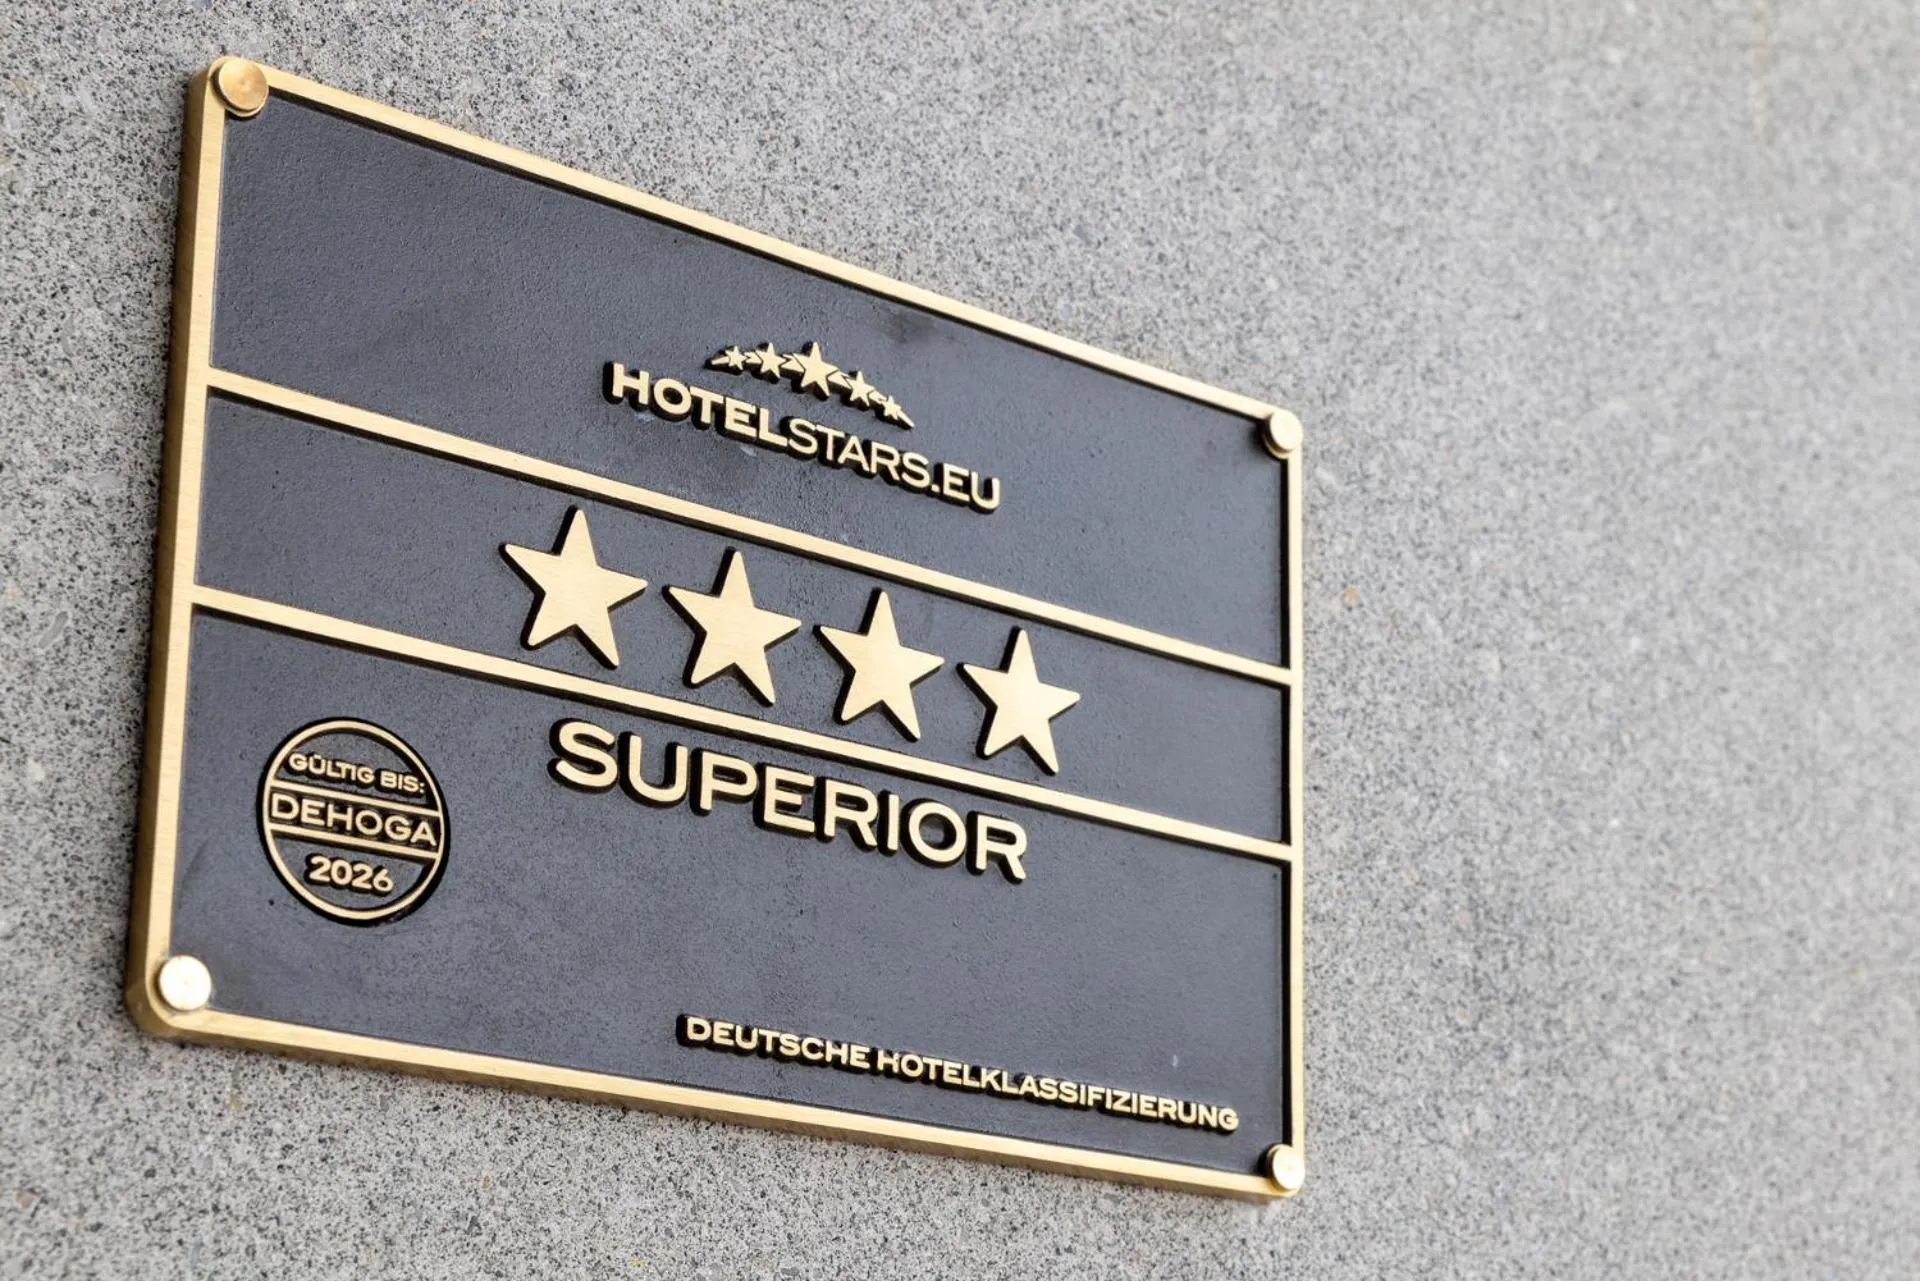 HOTELSTARS.EU
SUPERIOR
GÜLTIG BIS:
DEHOGA
2026
DEUTSCHE HOTELKLASSIFIZIERUNG